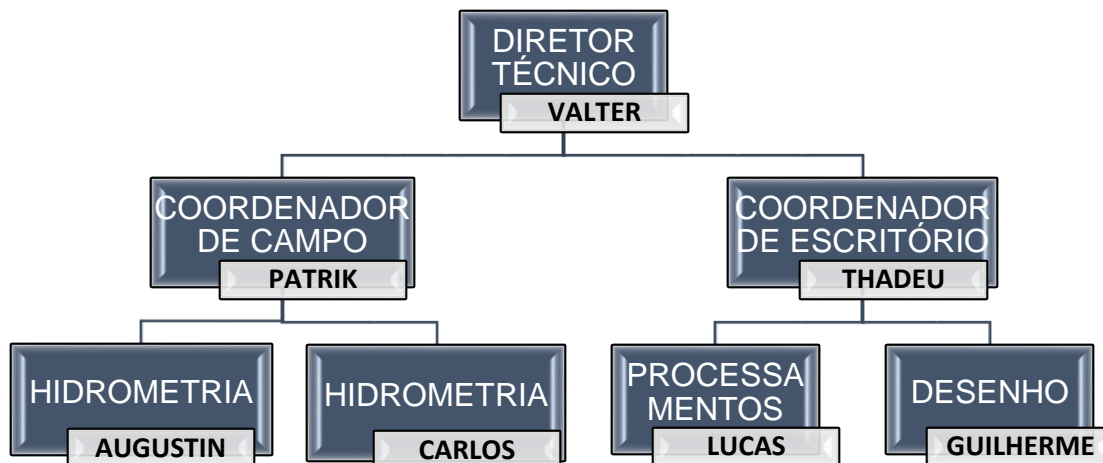 DIRETOR
TÉCNICO
VALTER
COORDENADOR
DE CAMPO
PATRIK
COORDENADOR
DE ESCRITÓRIO
THADEU
HIDROMETRIA
AUGUSTIN
HIDROMETRIA
CARLOS
PROCESSA
MENTOS
LUCAS
DESENHO
GUILHERME